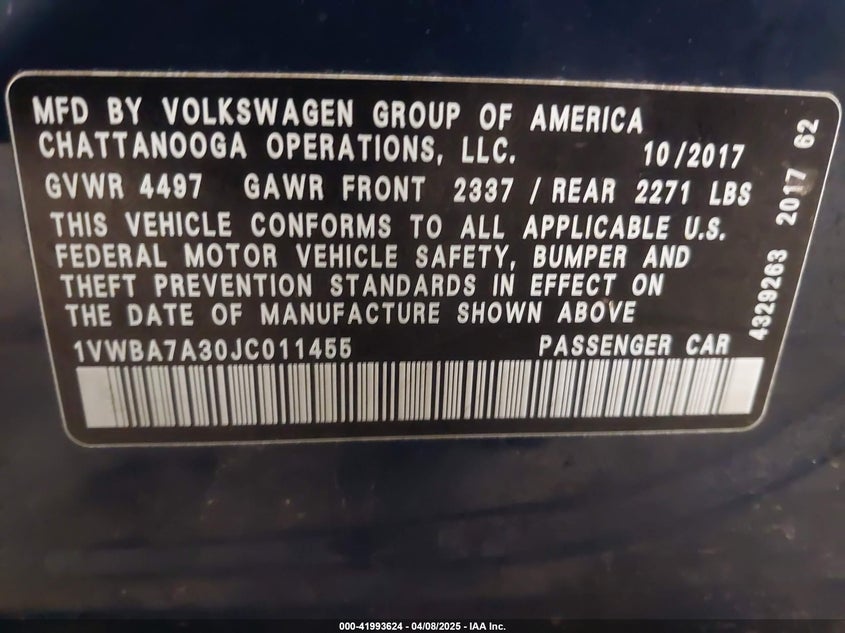 MFD BY VOLKSWAGEN GROUP OF AMERICA
CHATTANOOGA OPERATIONS, LLC. 10/2017
GVWR 4497 GAWR FRONT 2337 / REAR 2271 LBS
THIS VEHICLE CONFORMS TO ALL APPLICABLE U.S.
FEDERAL MOTOR VEHICLE SAFETY, BUMPER AND
THEFT PREVENTION STANDARDS IN EFFECT ON
THE DATE OF MANUFACTURE SHOWN ABOVE
1VWBA7A30JC011455 PASSENGER CAR
4329263 2017 62
000-41993624 - 04/08/2025 - IAA Inc.